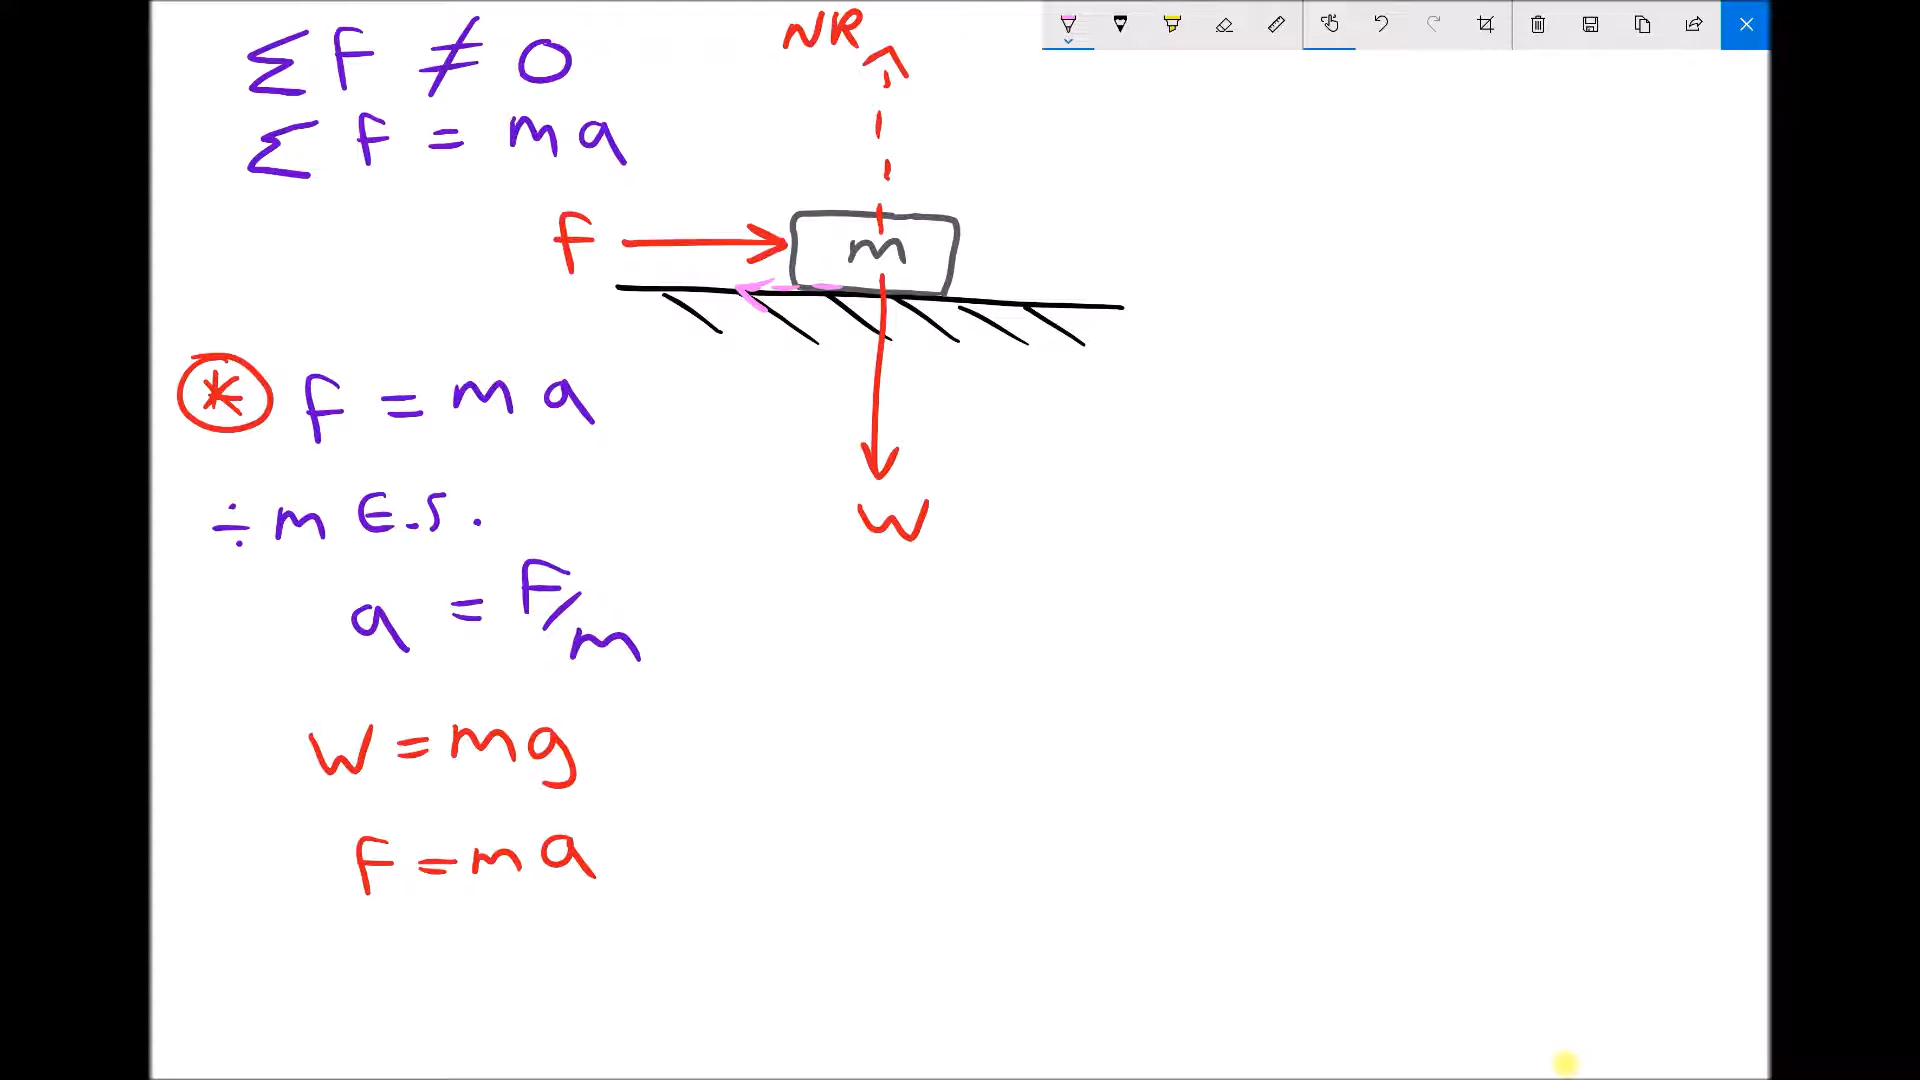 ΣF ≠ 0
NR
ΣF = ma
F
m
F = ma
÷ m E.S.
W
a = F/m
W = mg
F = ma